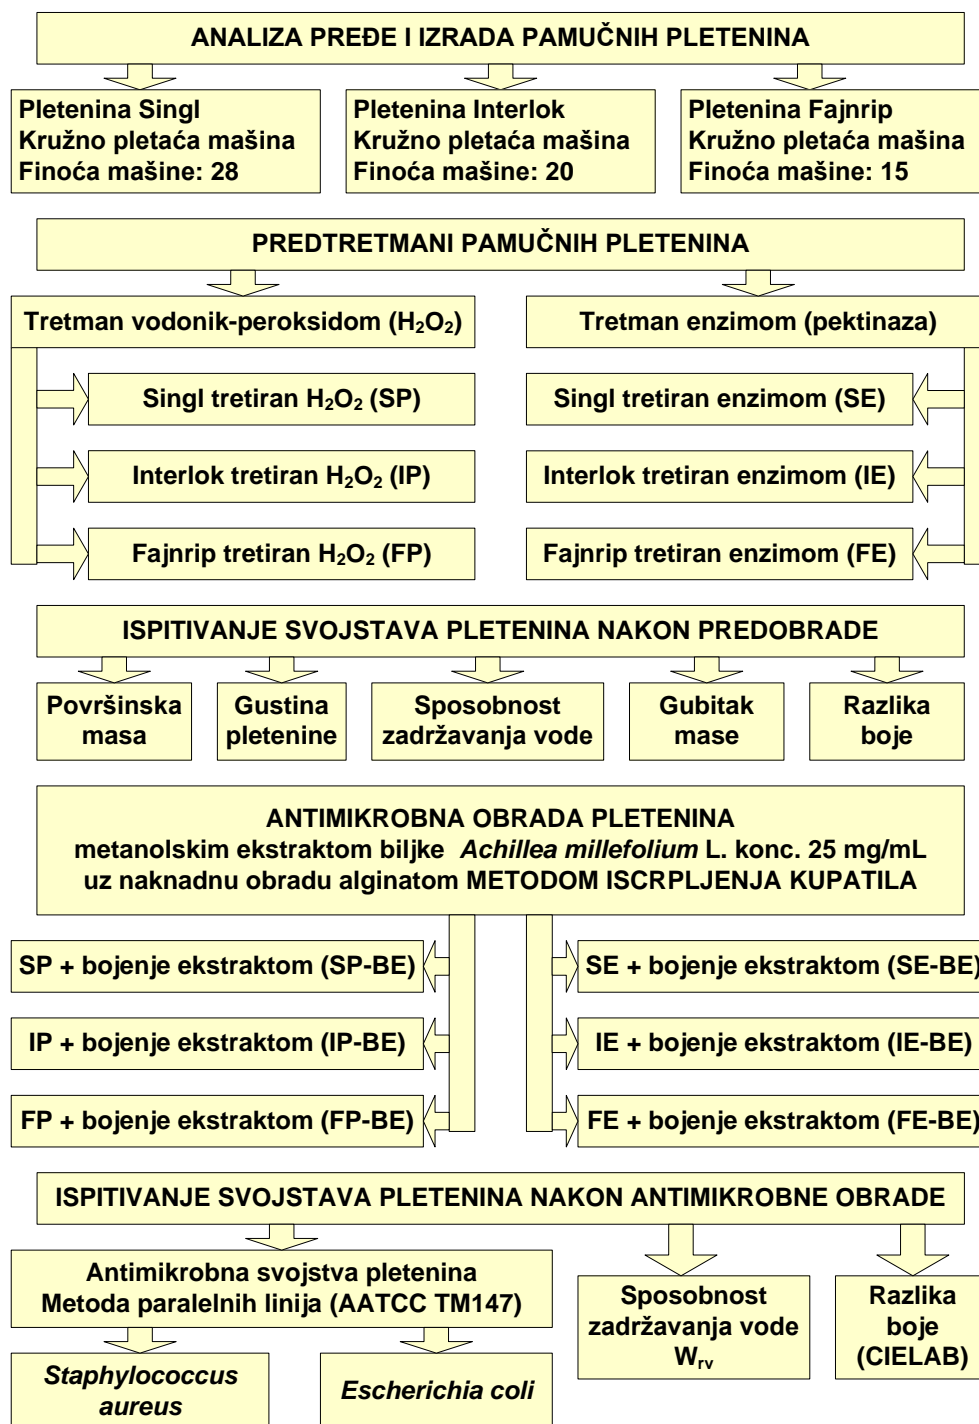 ANALIZA PREĐE I IZRADA PAMUČNIH PLETENINA
Pletenina Singl
Kružno pletaća mašina
Finoća mašine: 28
Pletenina Interlok
Kružno pletaća mašina
Finoća mašine: 20
Pletenina Fajnrip
Kružno pletaća mašina
Finoća mašine: 15
PREDTRETMANI PAMUČNIH PLETENINA
Tretman vodonik-peroksidom (H₂O₂)
Singl tretiran H₂O₂ (SP)
Interlok tretiran H₂O₂ (IP)
Fajnrip tretiran H₂O₂ (FP)
Tretman enzimom (pektinaza)
Singl tretiran enzimom (SE)
Interlok tretiran enzimom (IE)
Fajnrip tretiran enzimom (FE)
ISPITIVANJE SVOJSTAVA PLETENINA NAKON PREDOBRADE
Površinska
masa
Gustina
pletenine
Sposobnost
zadržavanja vode
Gubitak
mase
Razlika
boje
ANTIMIKROBNA OBRADA PLETENINA
metanolskim ekstraktom biljke Achillea millefolium L. konc. 25 mg/mL
uz naknadnu obradu alginatom METODOM ISCRPLJENJA KUPATILA
SP + bojenje ekstraktom (SP-BE)
IP + bojenje ekstraktom (IP-BE)
FP + bojenje ekstraktom (FP-BE)
SE + bojenje ekstraktom (SE-BE)
IE + bojenje ekstraktom (IE-BE)
FE + bojenje ekstraktom (FE-BE)
ISPITIVANJE SVOJSTAVA PLETENINA NAKON ANTIMIKROBNE OBRADE
Antimikrobna svojstva pletenina
Metoda paralelnih linija (AATCC TM147)
Staphylococcus
aureus
Escherichia coli
Sposobnost
zadržavanja vode
W<sub>rv</sub>
Razlika
boje
(CIELAB)